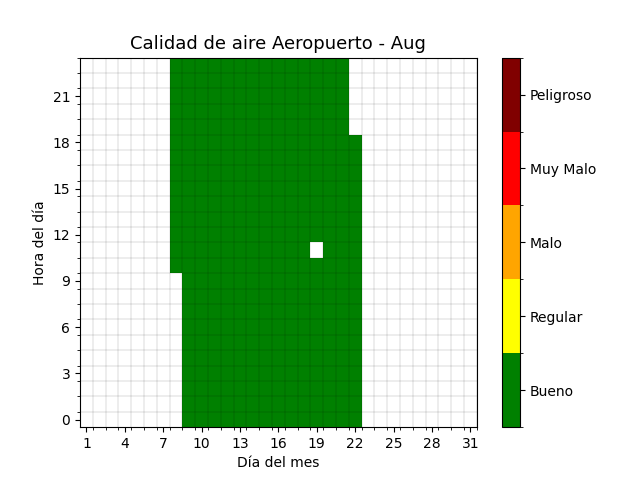 Calidad de aire Aeropuerto - Aug
Hora del día
21
18
15
12
9
6
3
0
1 4 7 10 13 16 19 22 25 28 31
Día del mes
Peligroso
Muy Malo
Malo
Regular
Bueno